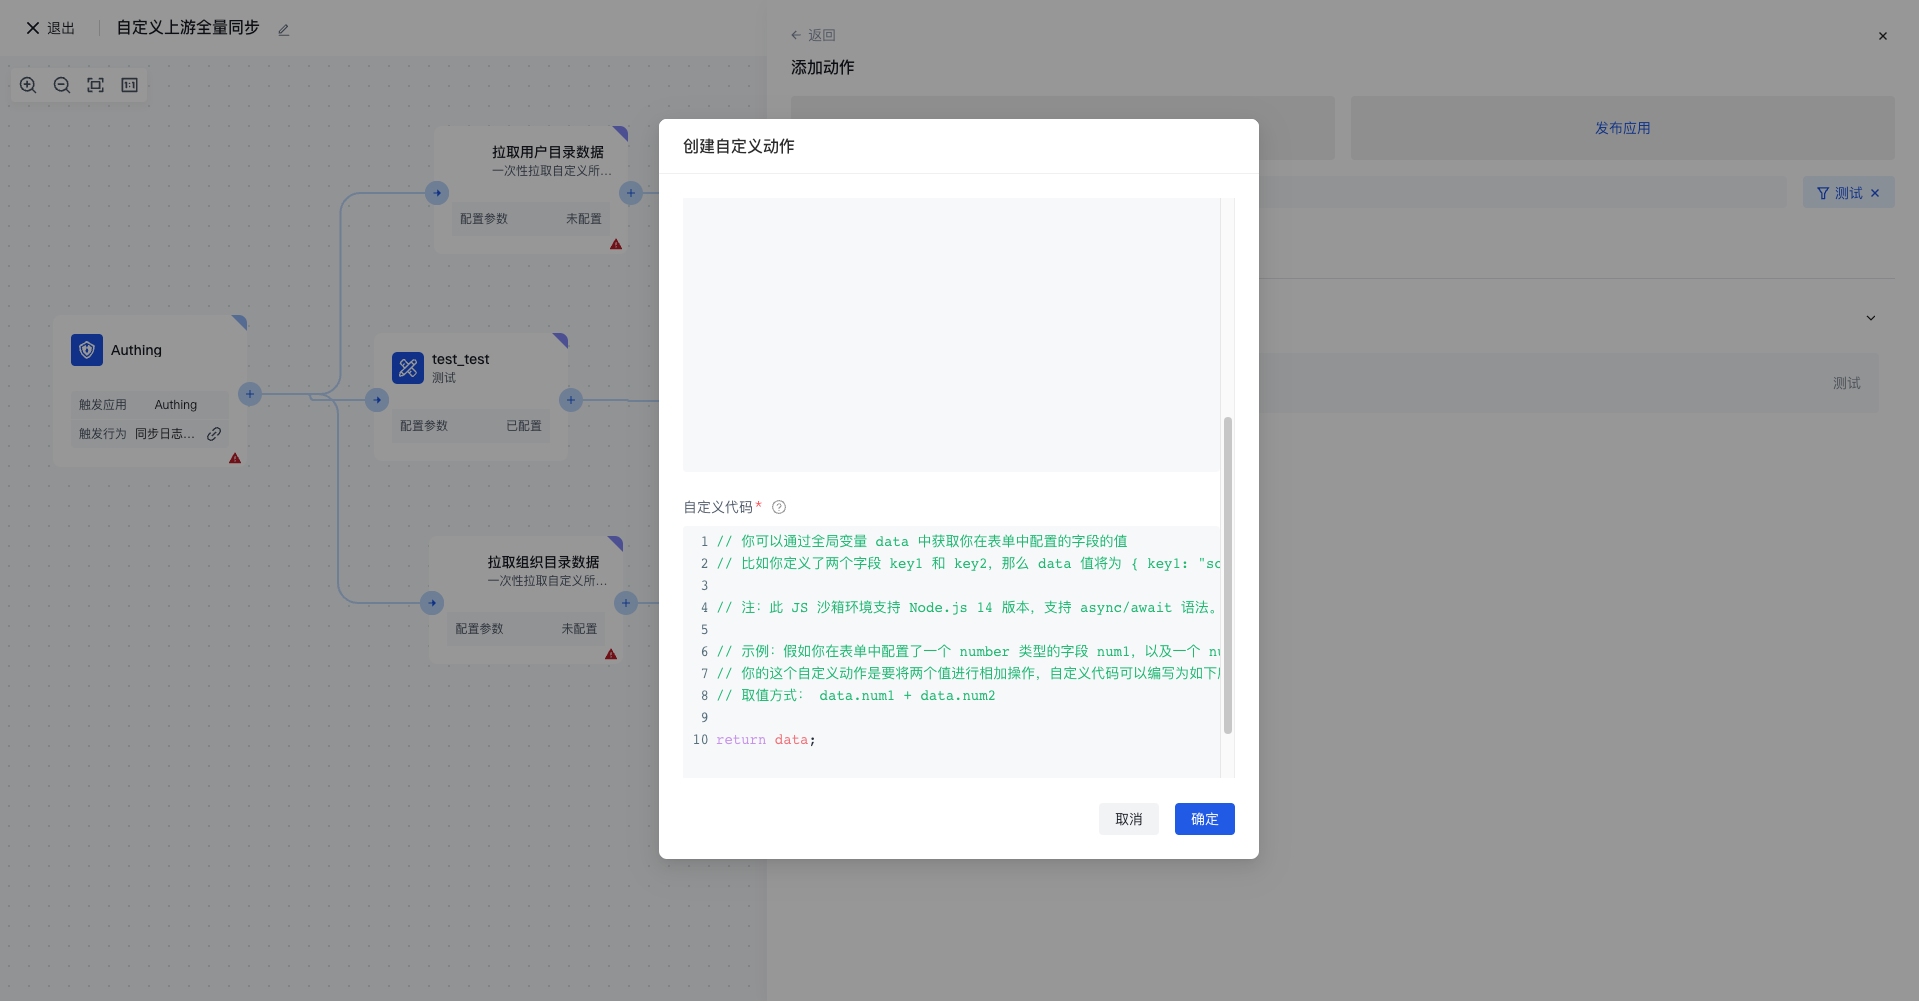 退出
自定义上游全量同步
1:1
拉取用户目录数据
一次性拉取自定义所...
配置参数
未配置
Authing
触发应用
Authing
触发行为
同步日志...
test_test
测试
配置参数
已配置
拉取组织目录数据
一次性拉取自定义所...
配置参数
未配置
返回
添加动作
发布应用
测试
测试
创建自定义动作
自定义代码*
1 // 你可以通过全局变量 data 中获取你在表单中配置的字段的值
2 // 比如你定义了两个字段 key1 和 key2，那么 data 值将为 { key1: "so
3
4 // 注：此 JS 沙箱环境支持 Node.js 14 版本，支持 async/await 语法。
5
6 // 示例：假如你在表单中配置了一个 number 类型的字段 num1，以及一个 nu
7 // 你的这个自定义动作是要将两个值进行相加操作，自定义代码可以编写为如下
8 // 取值方式： data.num1 + data.num2
9
10 return data;
取消
确定